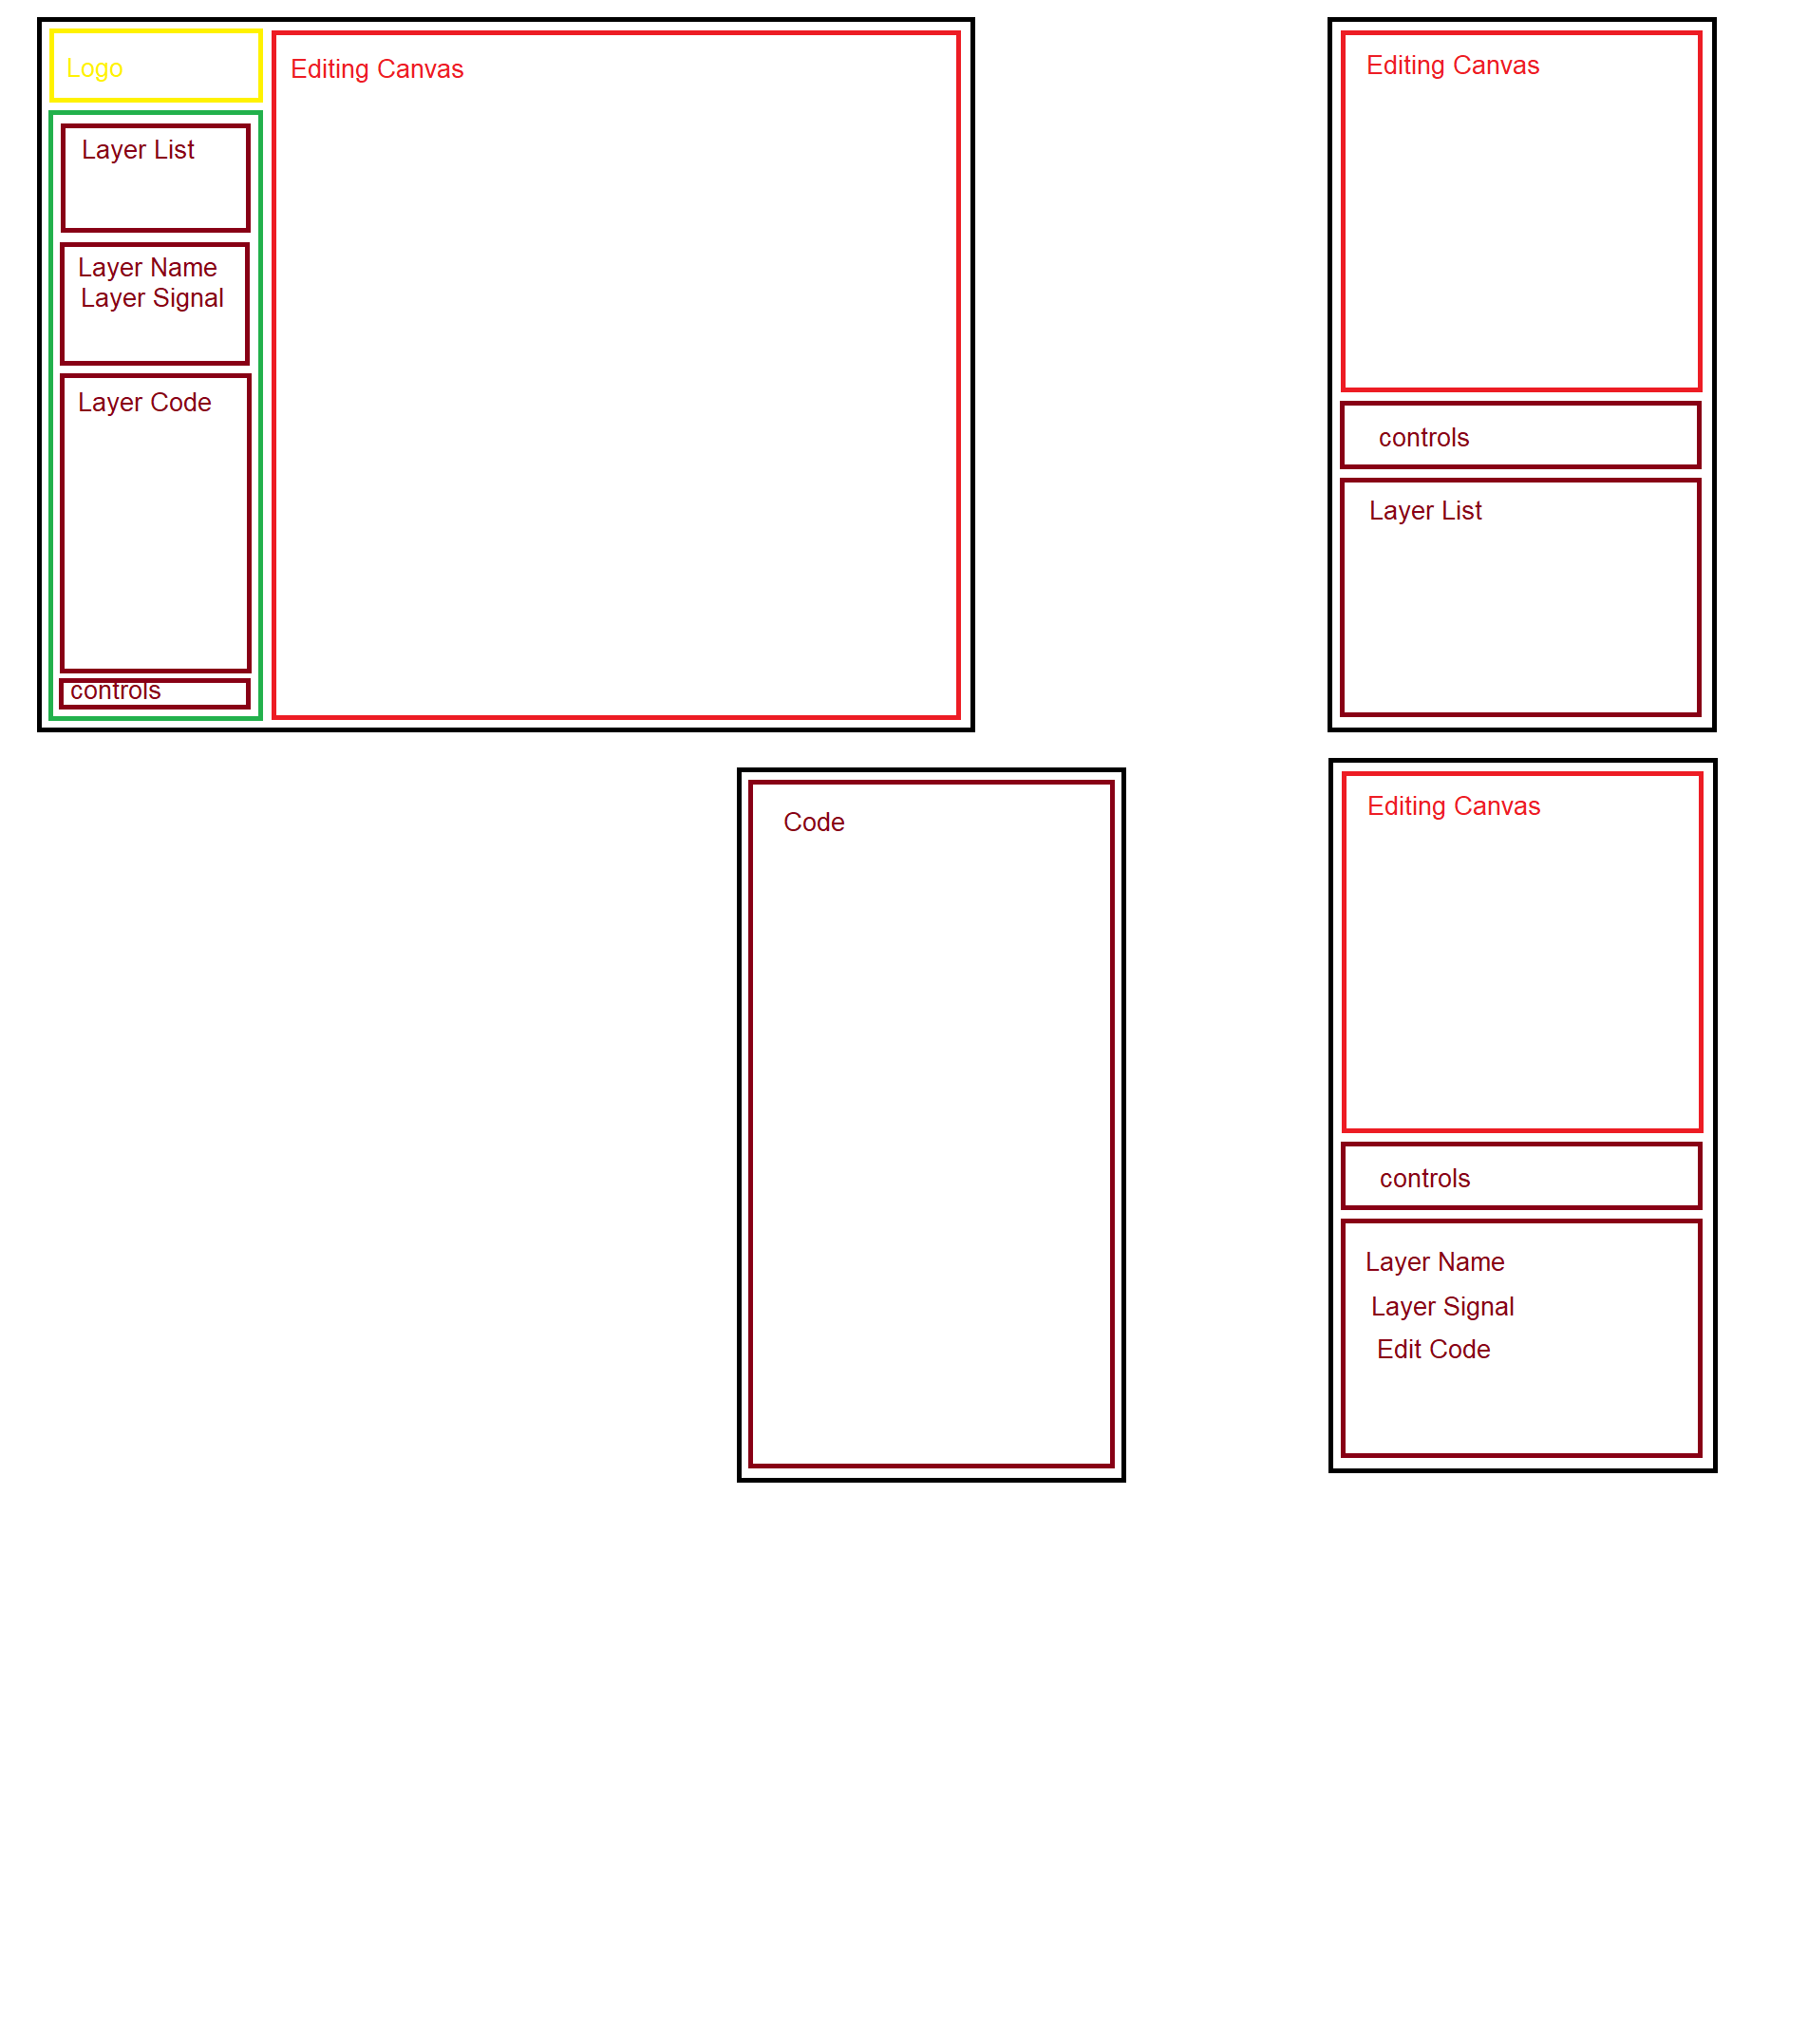 Logo
Editing Canvas
Layer List
Layer Name
Layer Signal
Layer Code
controls
Editing Canvas
controls
Layer List
Code
Editing Canvas
controls
Layer Name
Layer Signal
Edit Code